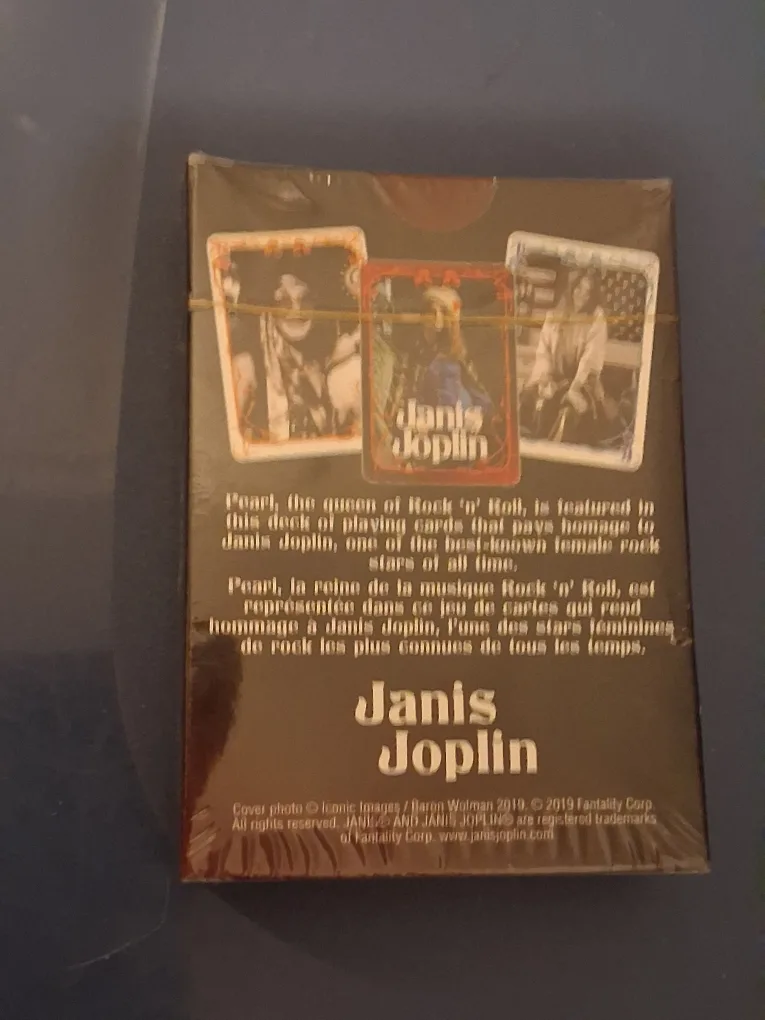 Janis
Joplin
Pearl, the queen of Rock 'n' Roll, is featured in
this deck of playing cards that pays homage to
Janis Joplin, one of the best-known female rock
stars of all time.
Pearl, la reine de la musique Rock 'n' Roll, est
représentée dans ce jeu de cartes qui rend
hommage à Janis Joplin, l'une des stars féminines
de rock les plus connues de tous les temps.
Janis
Joplin
Cover photo © Iconic Images / Baron Wolman 2019. © 2019 Fantality Corp.
All rights reserved. JANIS® AND JANIS JOPLIN® are registered trademarks
of Fantality Corp. www.janisjoplin.com